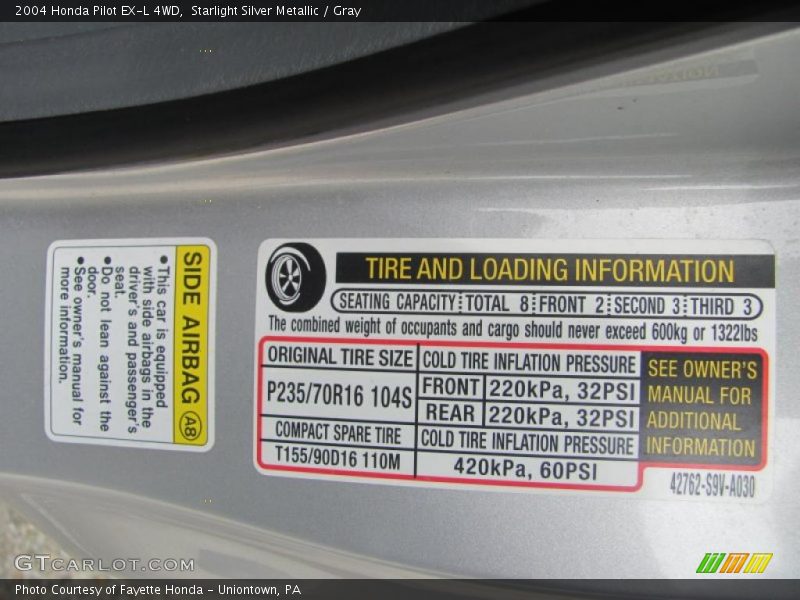 2004 Honda Pilot EX-L 4WD,  Starlight Silver Metallic / Gray
SIDE AIRBAG A8
•This car is equipped
with side airbags in the
driver's and passenger's
seat.
•Do not lean against the
door.
•See owner's manual for
more information.
TIRE AND LOADING INFORMATION
SEATING CAPACITY TOTAL 8 FRONT 2 SECOND 3 THIRD 3
The combined weight of occupants and cargo should never exceed 600kg or 1322lbs
ORIGINAL TIRE SIZE COLD TIRE INFLATION PRESSURE
P235/70R16 104S
FRONT 220kPa, 32PSI
REAR 220kPa, 32PSI
COMPACT SPARE TIRE COLD TIRE INFLATION PRESSURE
T155/90D16 110M 420kPa, 60PSI
SEE OWNER'S
MANUAL FOR
ADDITIONAL
INFORMATION
42762-S9V-A030
GTCARLOT.COM
Photo Courtesy of Fayette Honda - Uniontown, PA